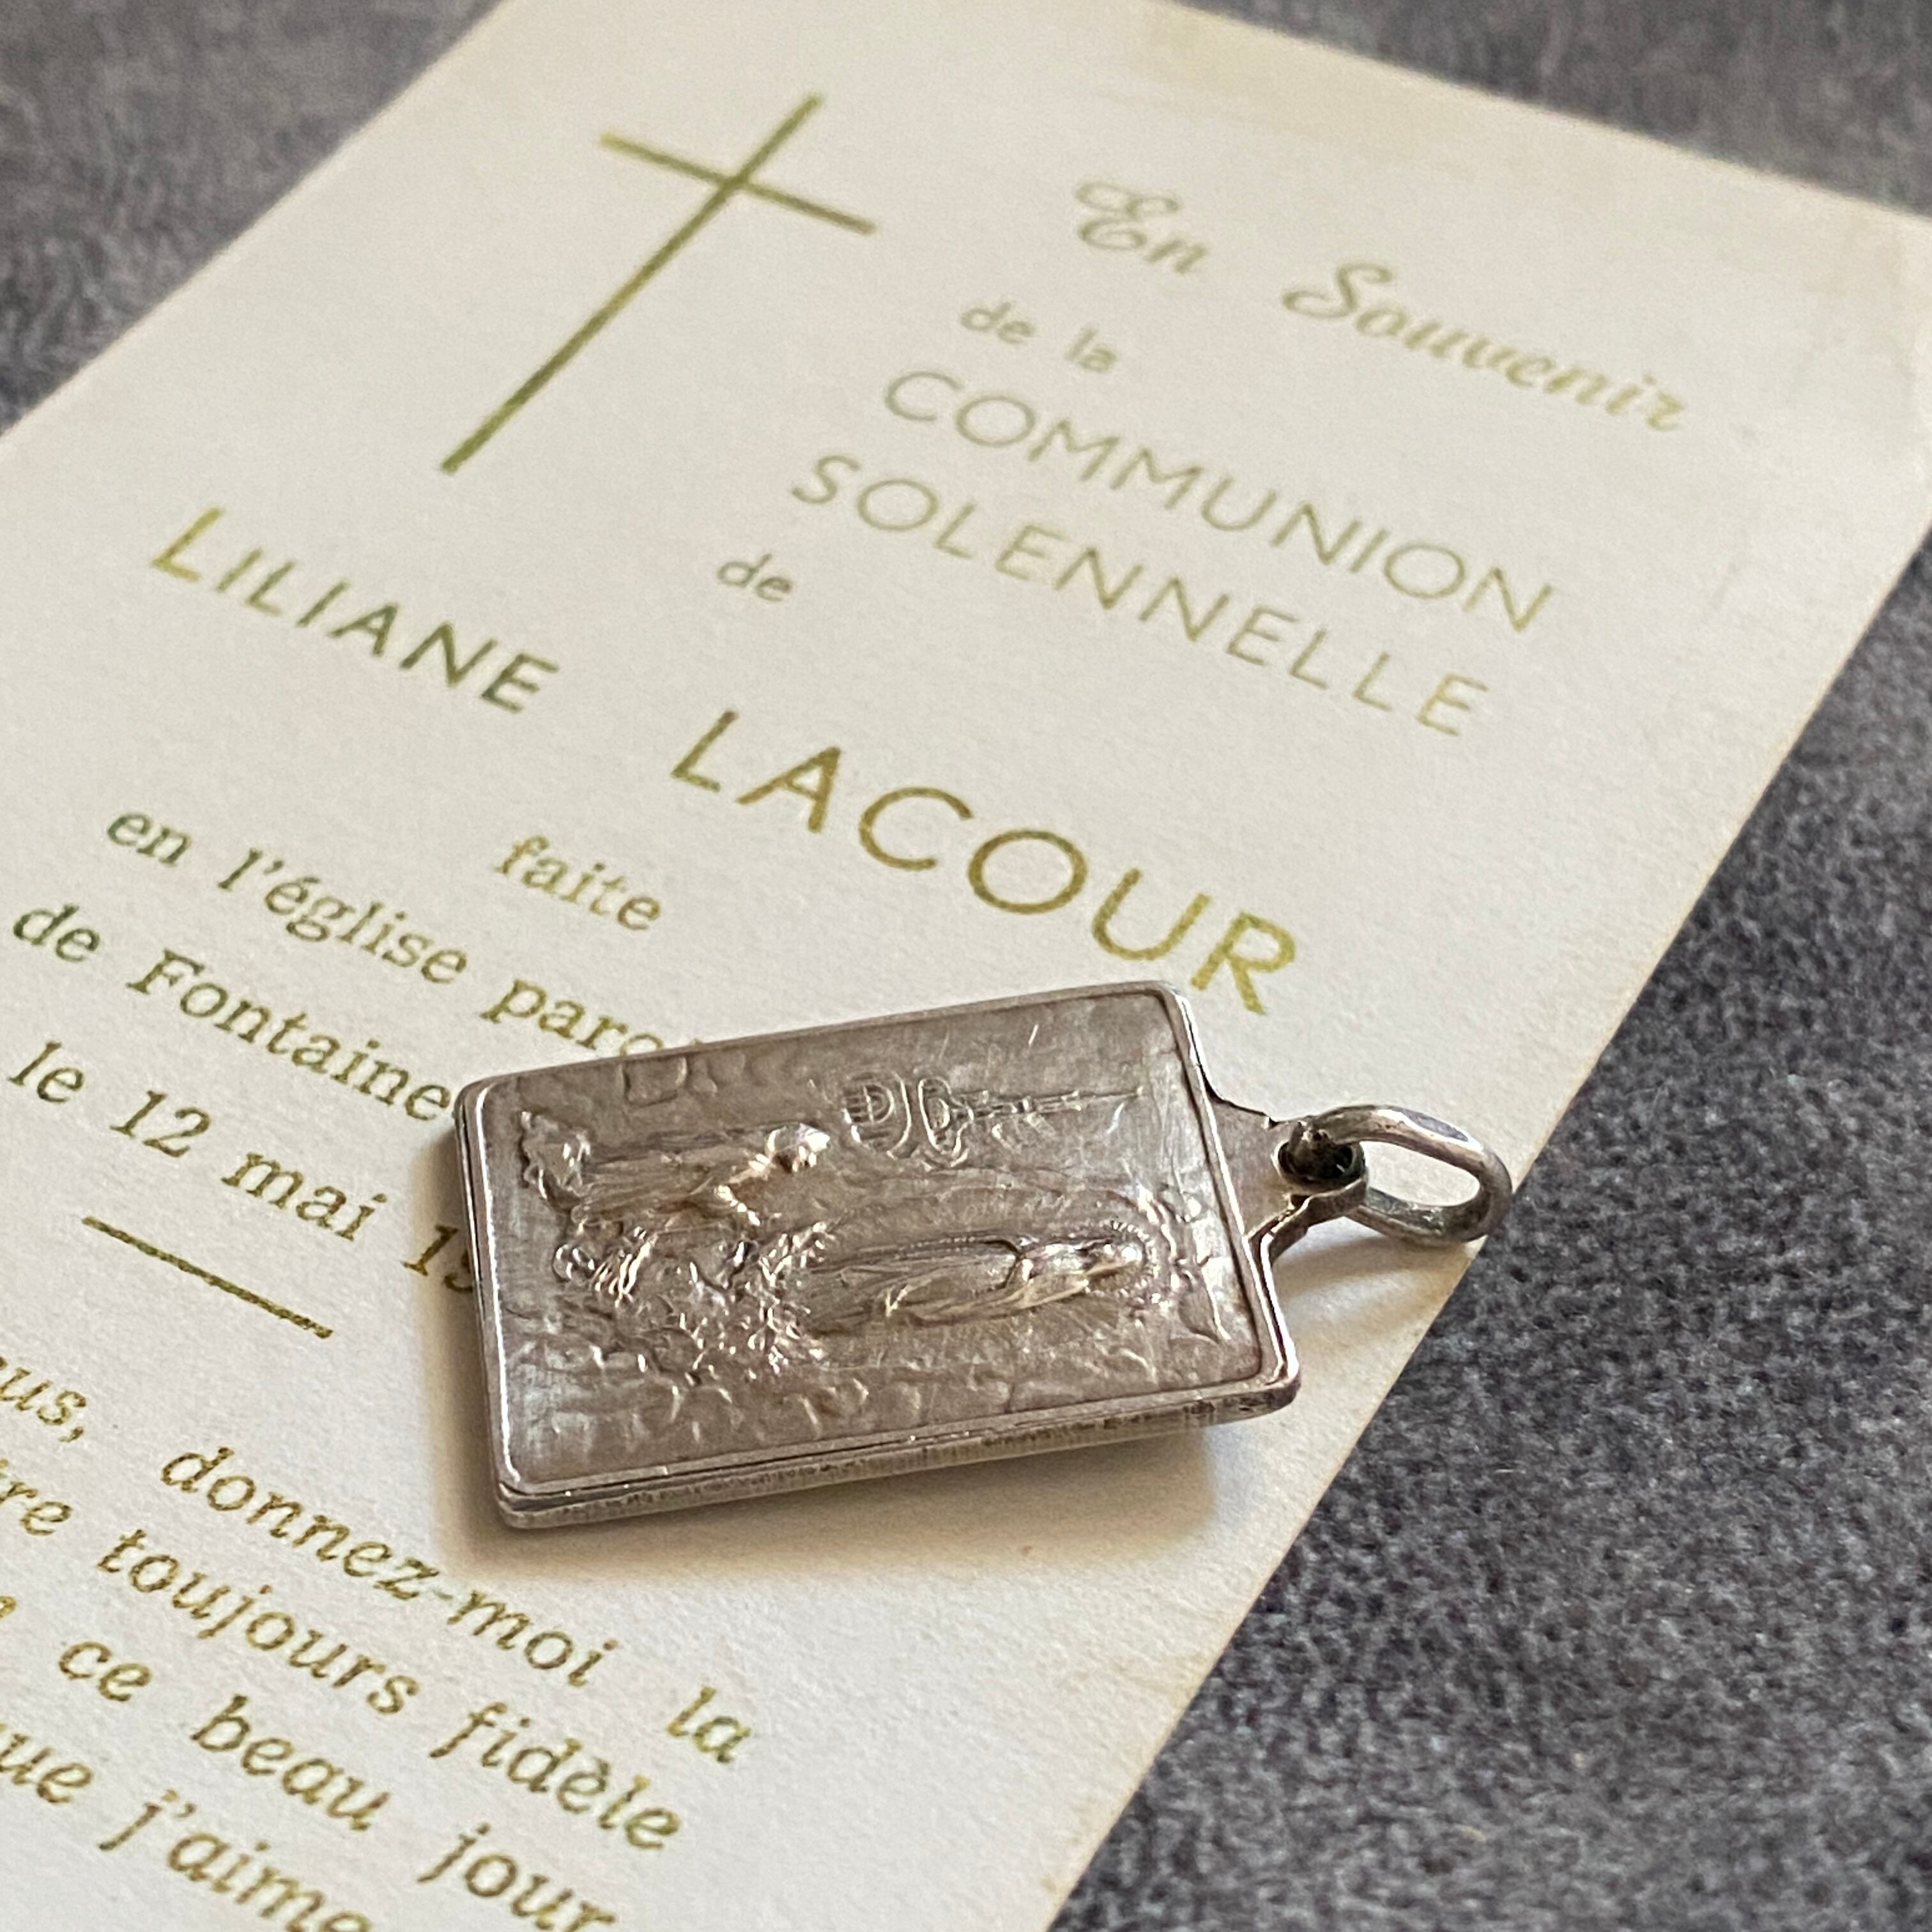 En Souvenir
de la
COMMUNION
SOLENNELLE
de
LILIANE LACOUR
faite
en l'église
de Fontaine
le 12 mai
donnez-moi la
toujours fidèle
ce beau jour
j'aime